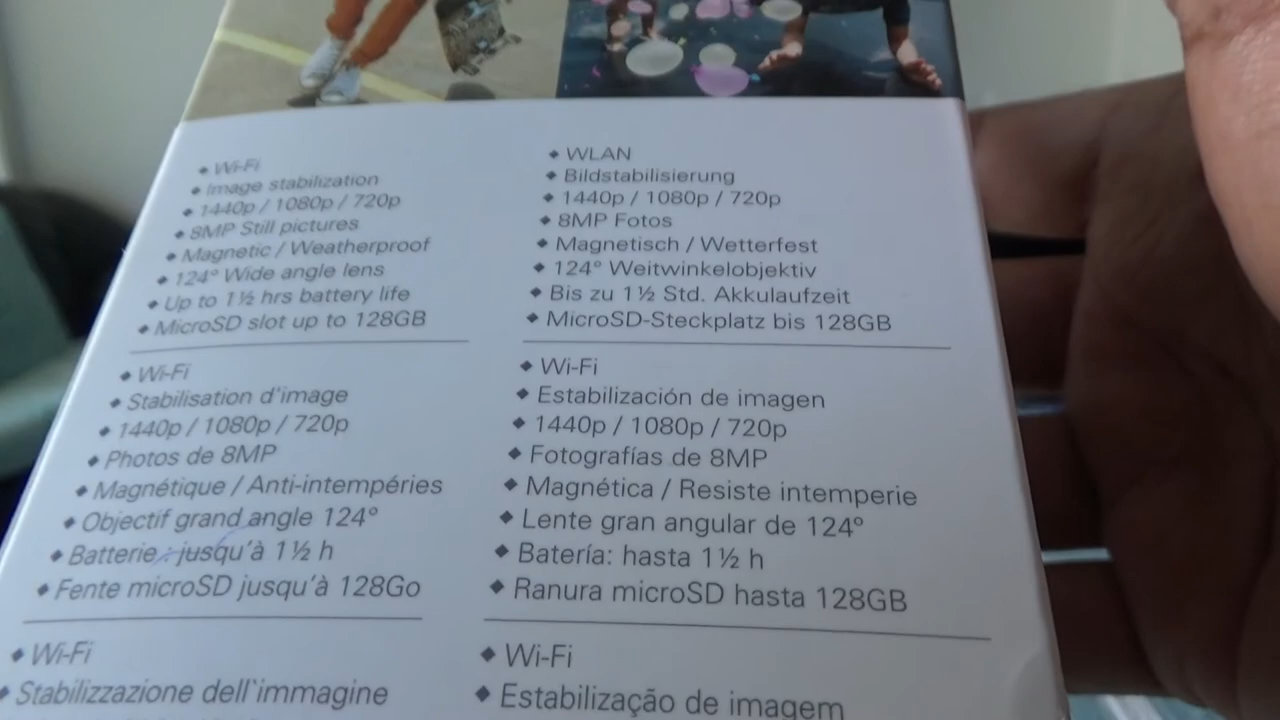 Wi-Fi
Image stabilization
1440p / 1080p / 720p
8MP Still pictures
Magnetic / Weatherproof
124° Wide angle lens
Up to 1½ hrs battery life
MicroSD slot up to 128GB
WLAN
Bildstabilisierung
1440p / 1080p / 720p
8MP Fotos
Magnetisch / Wetterfest
124° Weitwinkelobjektiv
Bis zu 1½ Std. Akkulaufzeit
MicroSD-Steckplatz bis 128GB
Wi-Fi
Stabilisation d'image
1440p / 1080p / 720p
Photos de 8MP
Magnétique / Anti-intempéries
Objectif grand angle 124°
Batterie : jusqu'à 1½ h
Fente microSD jusqu'à 128Go
Wi-Fi
Estabilización de imagen
1440p / 1080p / 720p
Fotografías de 8MP
Magnética / Resiste intemperie
Lente gran angular de 124º
Batería: hasta 1½ h
Ranura microSD hasta 128GB
Wi-Fi
Stabilizzazione dell`immagine
Wi-Fi
Estabilização de imagem